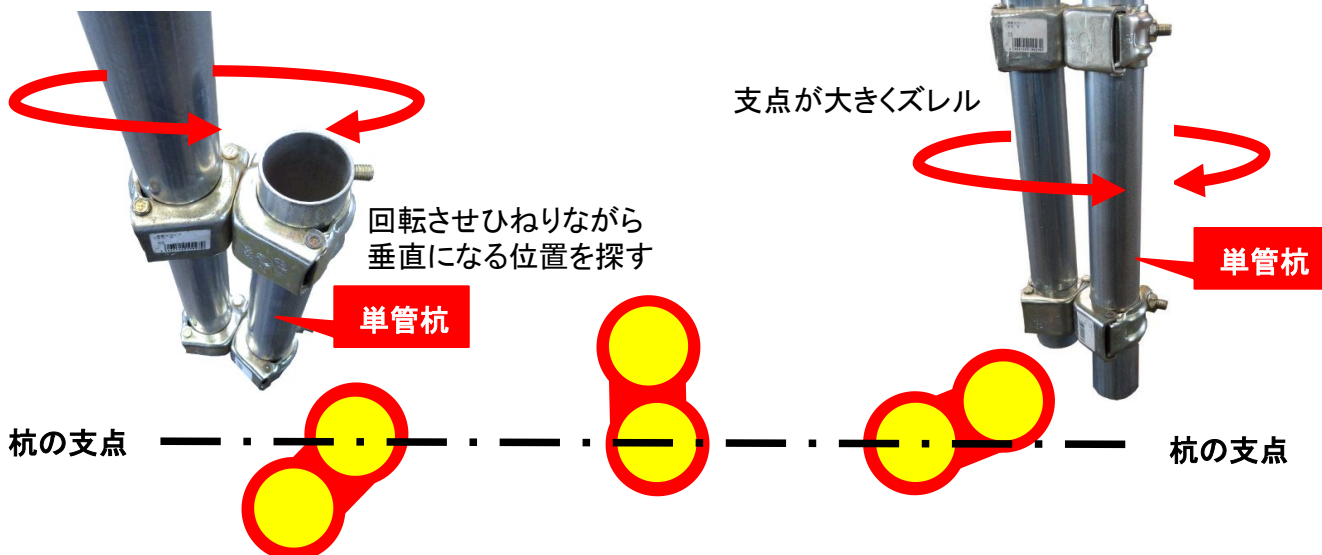 支点が大きくズレル
回転させひねりながら
垂直になる位置を探す
単管杭
単管杭
杭の支点
杭の支点